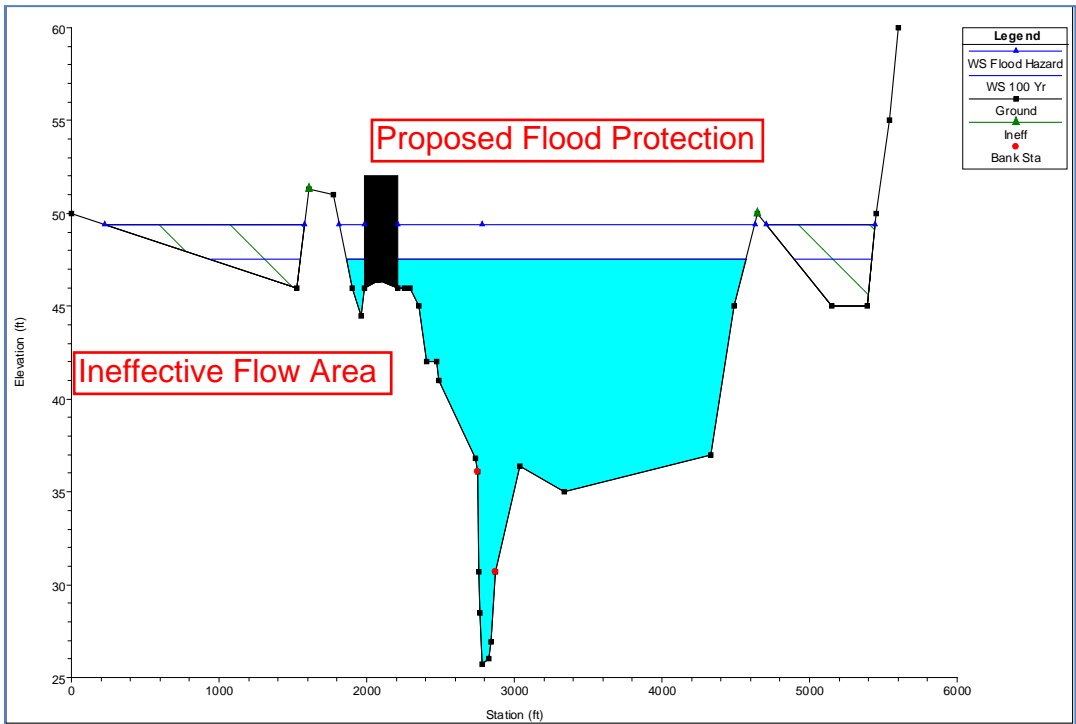 60
55
50
45
40
35
30
25
Elevation (ft)
Proposed Flood Protection
Ineffective Flow Area
Legend
WS Flood Hazard
WS 100 Yr
Ground
Ineff
Bank Sta
0 1000 2000 3000 4000 5000 6000
Station (ft)